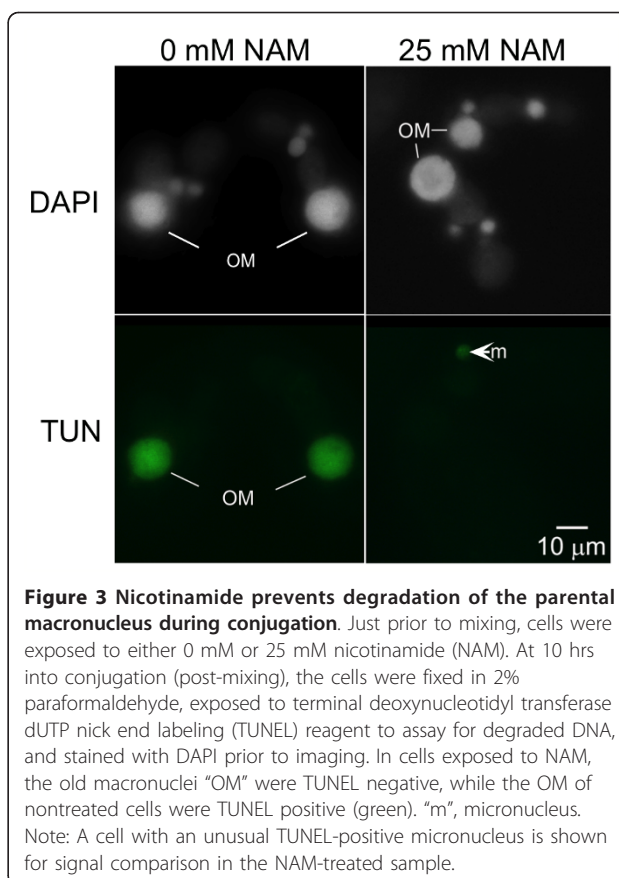 0 mM NAM 25 mM NAM
DAPI
OM
OM
TUN
m
OM
10 μm
Figure 3 Nicotinamide prevents degradation of the parental
macronucleus during conjugation. Just prior to mixing, cells were
exposed to either 0 mM or 25 mM nicotinamide (NAM). At 10 hrs
into conjugation (post-mixing), the cells were fixed in 2%
paraformaldehyde, exposed to terminal deoxynucleotidyl transferase
dUTP nick end labeling (TUNEL) reagent to assay for degraded DNA,
and stained with DAPI prior to imaging. In cells exposed to NAM,
the old macronuclei “OM” were TUNEL negative, while the OM of
nontreated cells were TUNEL positive (green). “m”, micronucleus.
Note: A cell with an unusual TUNEL-positive micronucleus is shown
for signal comparison in the NAM-treated sample.